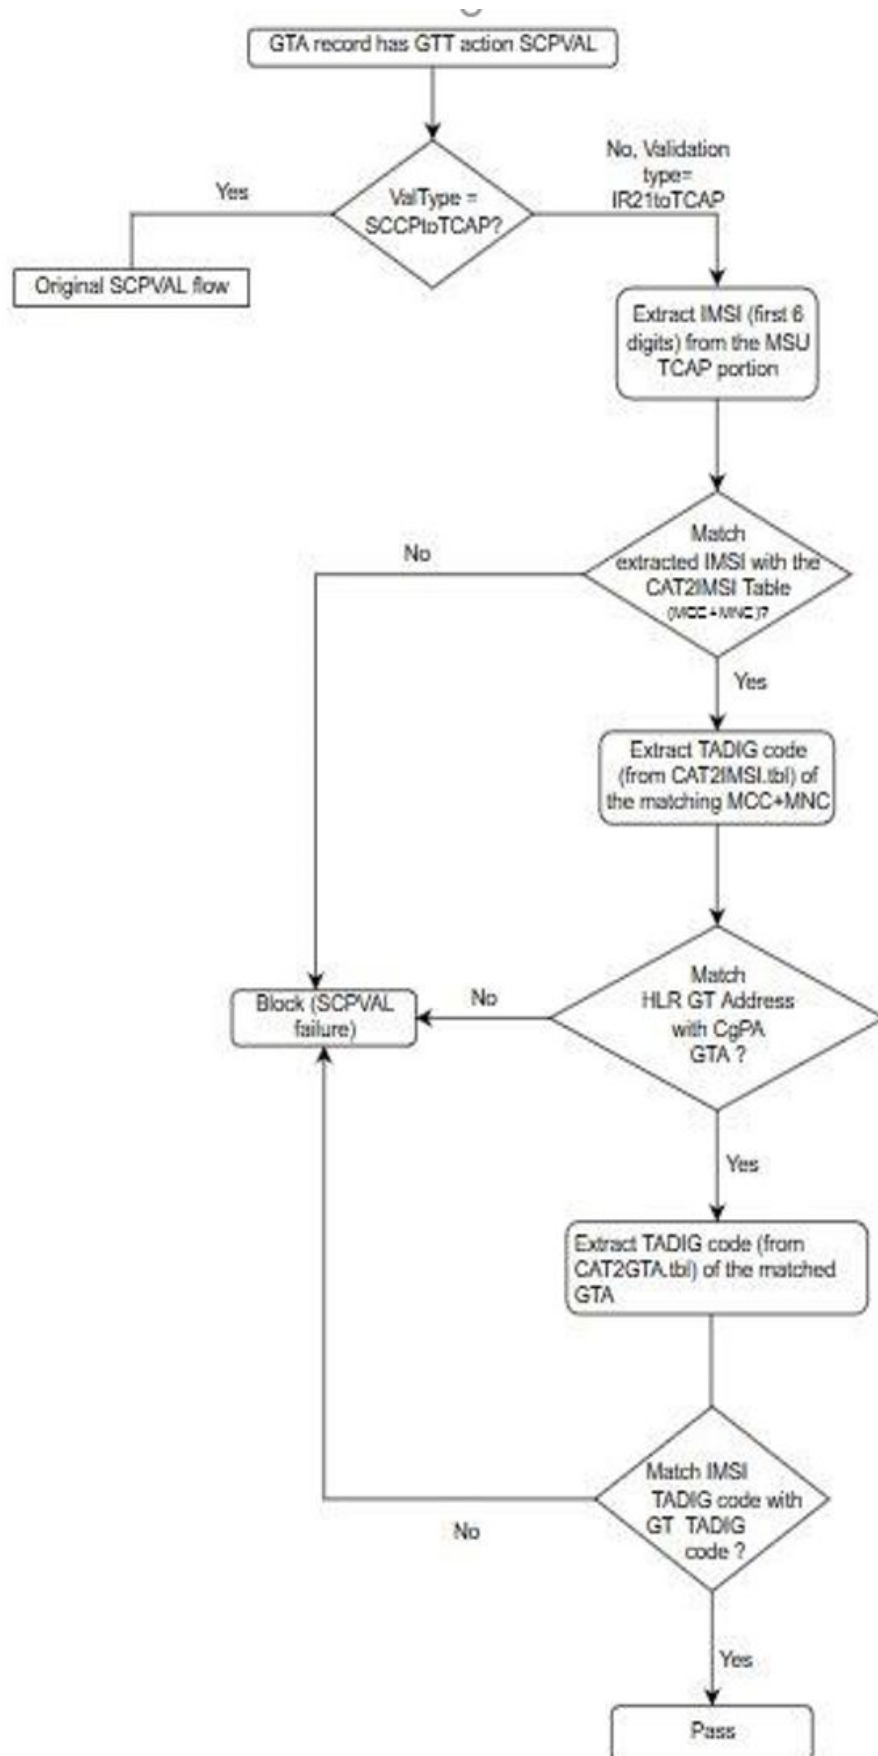 GTA record has GTT action SCPVAL
Yes
ValType =
SCCPtoTCAP?
No, Validation
type=
IR21toTCAP
Original SCPVAL flow
Extract IMSI (first 6
digits) from the MSU
TCAP portion
No
Match
extracted IMSI with the
CAT2IMSI Table
(MCC+MNC)?
Yes
Extract TADIG code
(from CAT2IMSI.tbl) of
the matching MCC+MNC
Block (SCPVAL
failure)
No
Match
HLR GT Address
with CgPA
GTA ?
Yes
Extract TADIG code (from
CAT2GTA.tbl) of the matched
GTA
No
Match IMSI
TADIG code with
GT TADIG
code ?
Yes
Pass